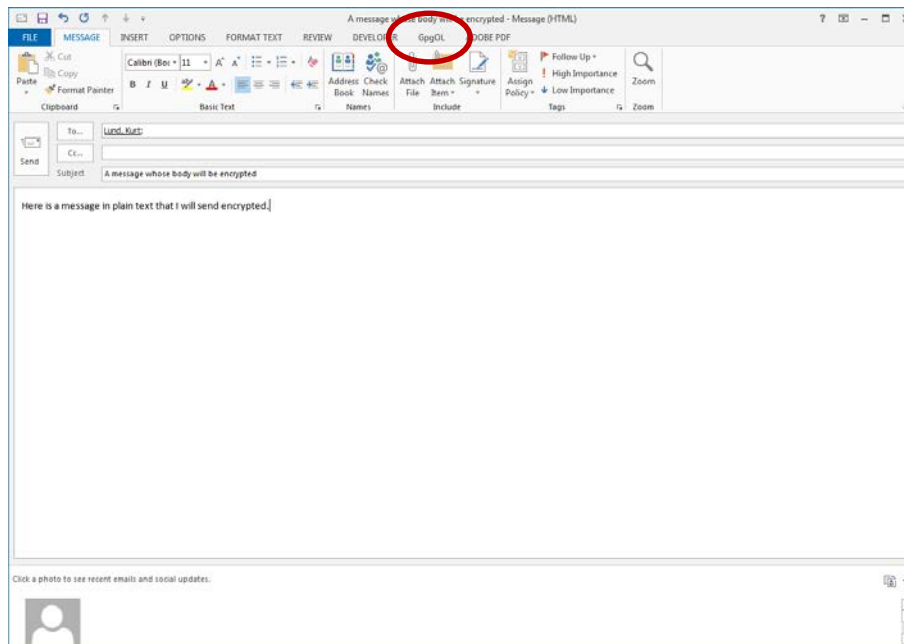 A message whose body will be encrypted - Message (HTML)
FILE MESSAGE INSERT OPTIONS FORMAT TEXT REVIEW DEVELOPER GpgOL ADOBE PDF
Paste
Cut
Copy
Format Painter
Clipboard
Calibri (Boc 11
B I U
Basic Text
Address Book
Check Names
Names
Attach File
Attach Item
Signature
Include
Assign Policy
Follow Up
High Importance
Low Importance
Tags
Zoom
Zoom
Send
To... Lund, Kurt;
Cc...
Subject A message whose body will be encrypted
Here is a message in plain text that I will send encrypted.
Click a photo to see recent emails and social updates.